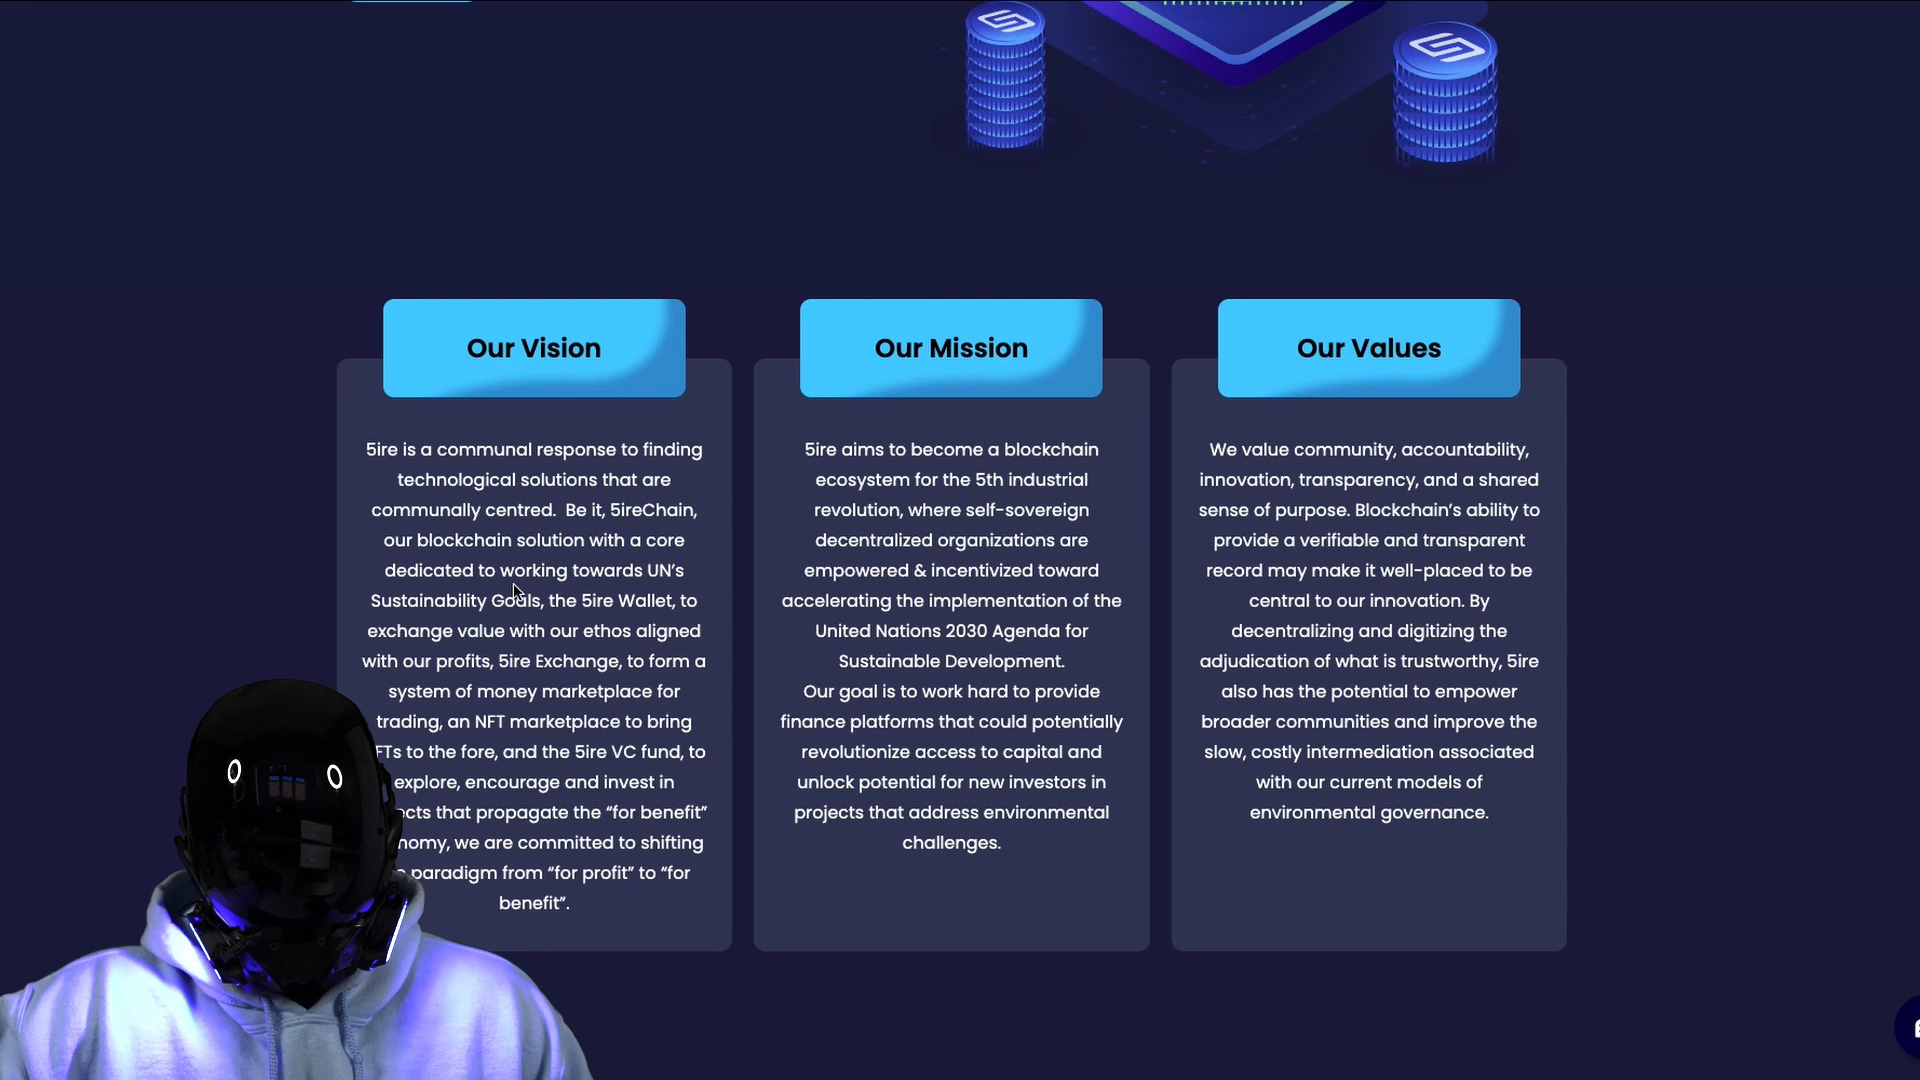 Our Vision
5ire is a communal response to finding
technological solutions that are
communally centred. Be it, 5ireChain,
our blockchain solution with a core
dedicated to working towards UN’s
Sustainability Goals, the 5ire Wallet, to
exchange value with our ethos aligned
with our profits, 5ire Exchange, to form a
system of money marketplace for
trading, an NFT marketplace to bring
to the fore, and the 5ire VC fund, to
explore, encourage and invest in
that propagate the “for benefit”
we are committed to shifting
paradigm from “for profit” to “for
benefit”.
Our Mission
5ire aims to become a blockchain
ecosystem for the 5th industrial
revolution, where self-sovereign
decentralized organizations are
empowered & incentivized toward
accelerating the implementation of the
United Nations 2030 Agenda for
Sustainable Development.
Our goal is to work hard to provide
finance platforms that could potentially
revolutionize access to capital and
unlock potential for new investors in
projects that address environmental
challenges.
Our Values
We value community, accountability,
innovation, transparency, and a shared
sense of purpose. Blockchain’s ability to
provide a verifiable and transparent
record may make it well-placed to be
central to our innovation. By
decentralizing and digitizing the
adjudication of what is trustworthy, 5ire
also has the potential to empower
broader communities and improve the
slow, costly intermediation associated
with our current models of
environmental governance.